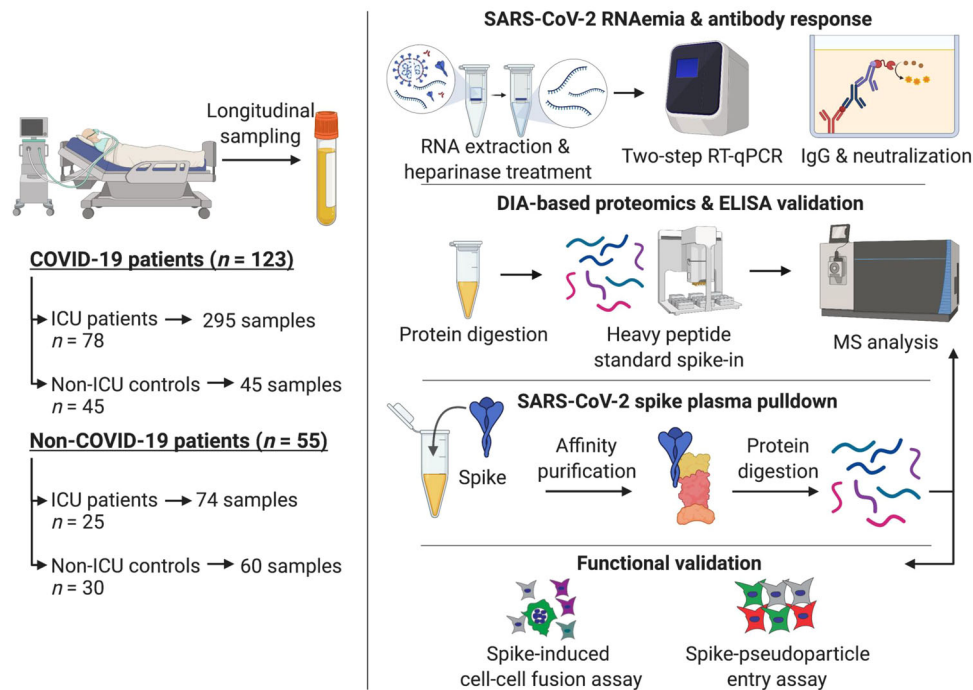 Longitudinal
sampling
COVID-19 patients (n = 123)
ICU patients
n = 78
295 samples
Non-ICU controls
n = 45
45 samples
Non-COVID-19 patients (n = 55)
ICU patients
n = 25
74 samples
Non-ICU controls
n = 30
60 samples
SARS-CoV-2 RNAemia & antibody response
RNA extraction &
heparinase treatment
Two-step RT-qPCR
IgG & neutralization
DIA-based proteomics & ELISA validation
Protein digestion
Heavy peptide
standard spike-in
MS analysis
SARS-CoV-2 spike plasma pulldown
Spike
Affinity
purification
Protein
digestion
Functional validation
Spike-induced
cell-cell fusion assay
Spike-pseudoparticle
entry assay